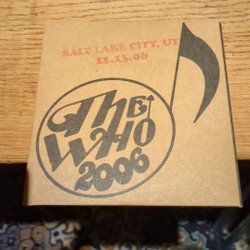 SALT LAKE CITY, UT
11.13.06
THE
WHO
2006